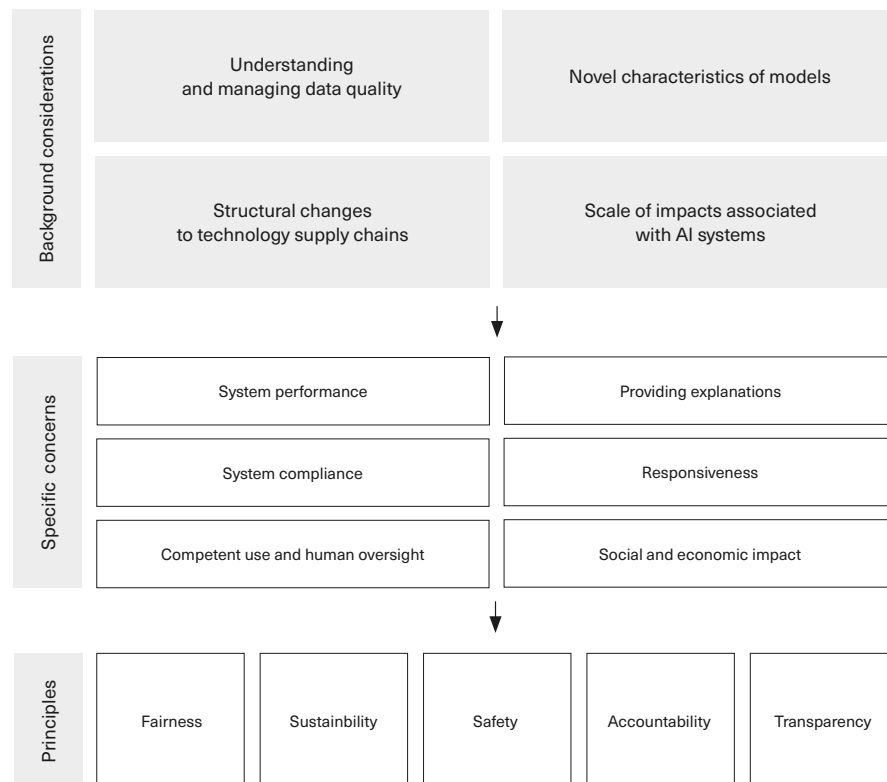 Background considerations
Understanding
and managing data quality
Novel characteristics of models
Structural changes
to technology supply chains
Scale of impacts associated
with AI systems
Specific concerns
System performance
Providing explanations
System compliance
Responsiveness
Competent use and human oversight
Social and economic impact
Principles
Fairness
Sustainbility
Safety
Accountability
Transparency